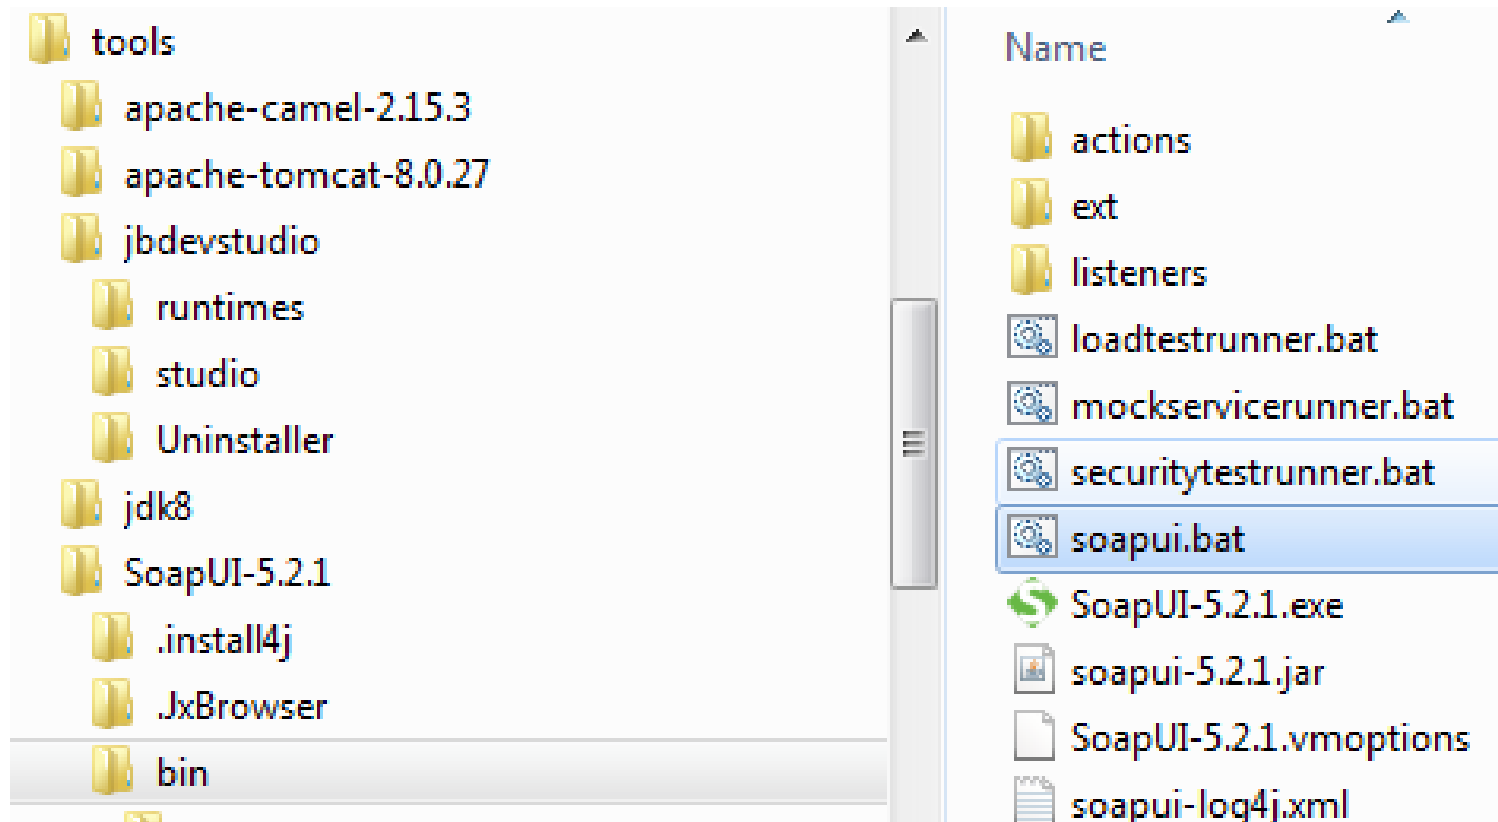 tools
apache-camel-2.15.3
apache-tomcat-8.0.27
jbdevstudio
runtimes
studio
Uninstaller
jdk8
SoapUI-5.2.1
.install4j
.JxBrowser
bin
Name
actions
ext
listeners
loadtestrunner.bat
mockservicerunner.bat
securitytestrunner.bat
soapui.bat
SoapUI-5.2.1.exe
soapui-5.2.1.jar
SoapUI-5.2.1.vmoptions
soapui-log4j.xml